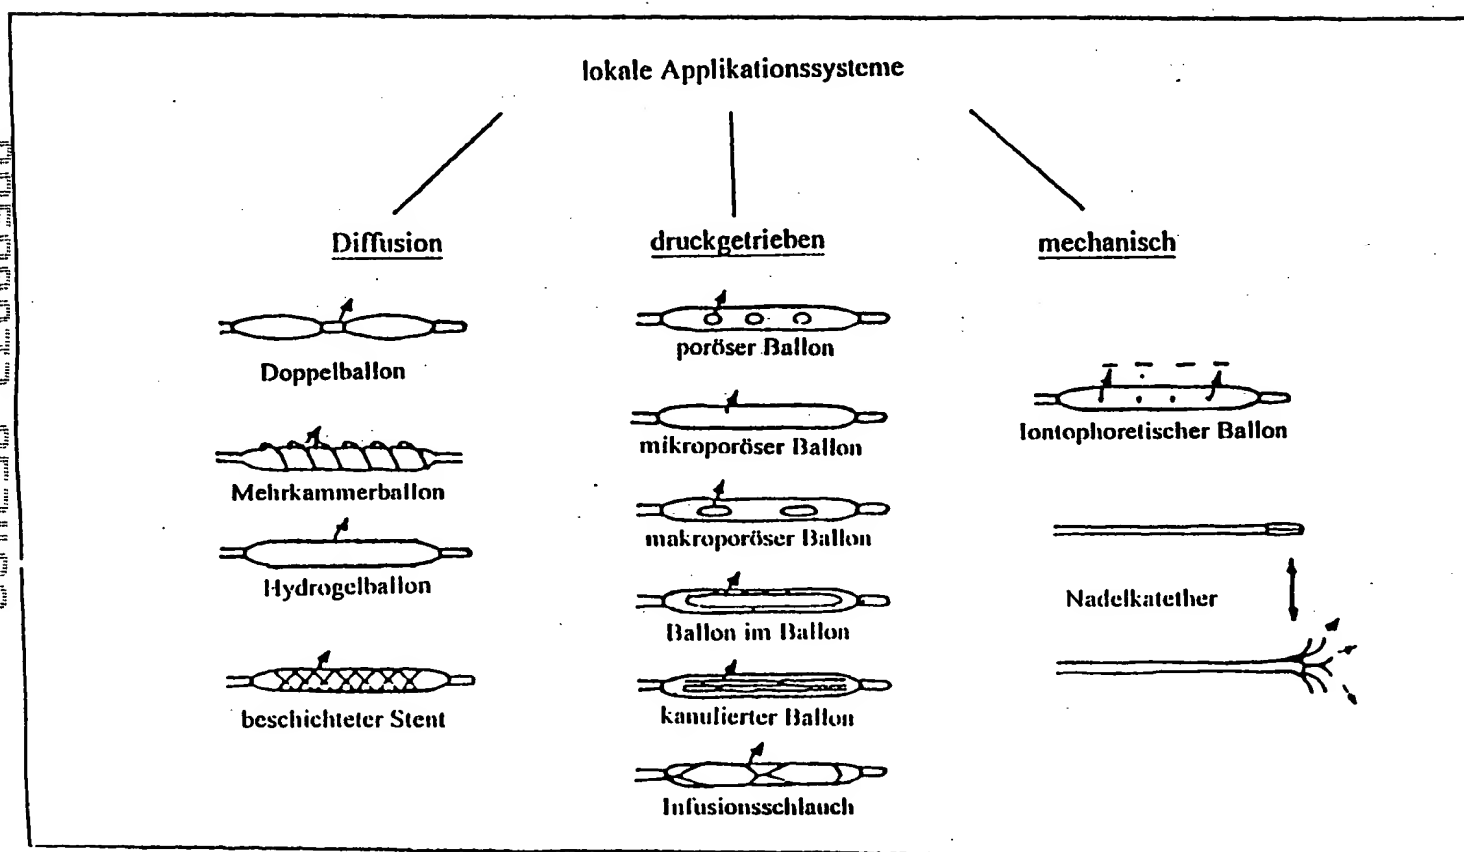 lokale Applikationssysteme
Diffusion
Doppelballon
Mehrkammerballon
Hydrogelballon
beschichteter Stent
druckgetrieben
poröser Ballon
mikroporöser Ballon
makroporöser Ballon
Ballon im Ballon
kanulierter Ballon
Infusionsschlauch
mechanisch
Iontophoretischer Ballon
Nadelkatether